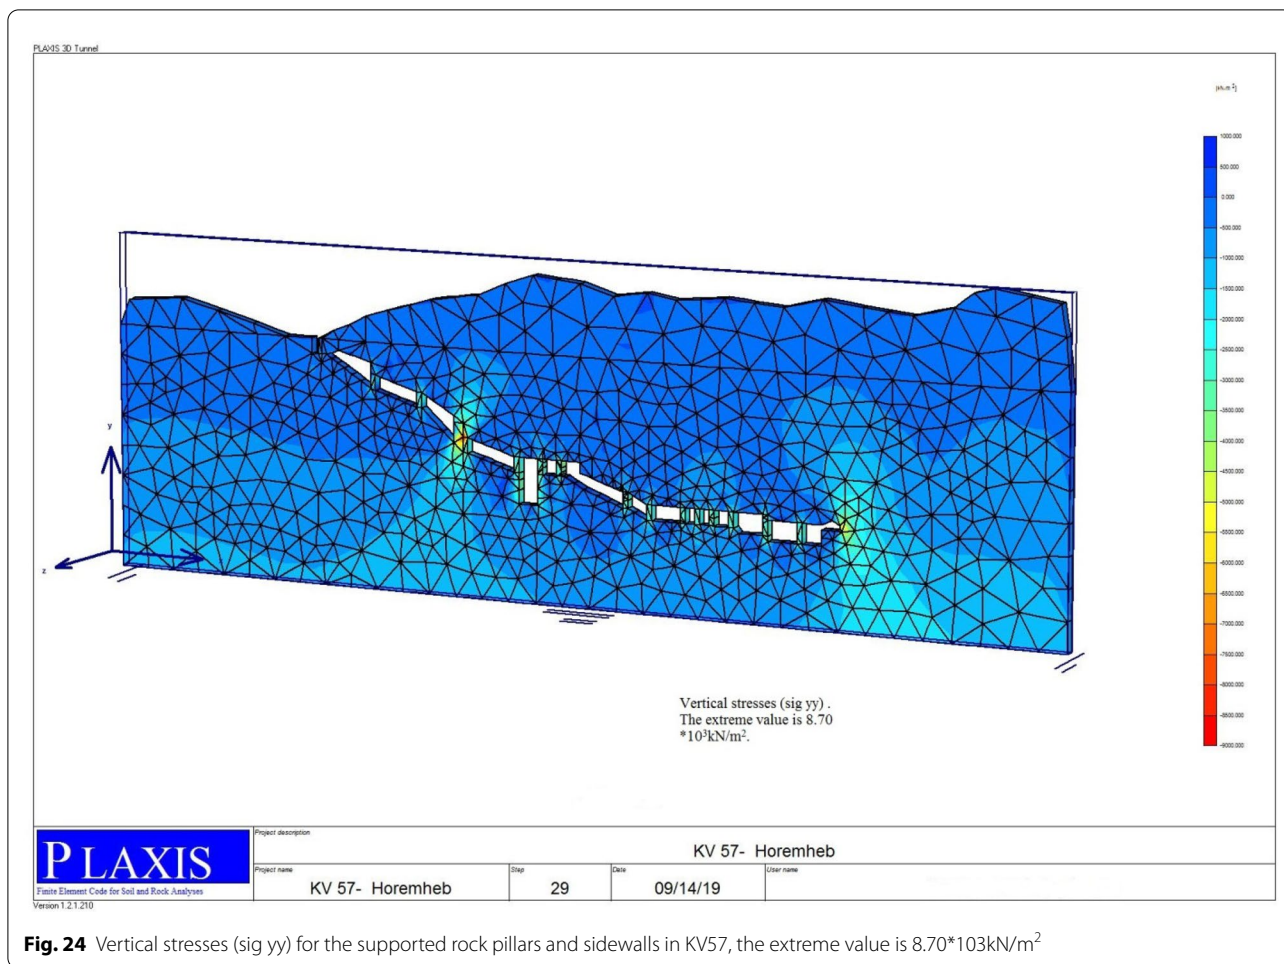 PLAXIS 3D Tunnel
[kN/m²]
1000.000
500.000
0.000
-500.000
-1000.000
-1500.000
-2000.000
-2500.000
-3000.000
-3500.000
-4000.000
-4500.000
-5000.000
-5500.000
-6000.000
-6500.000
-7000.000
-7500.000
-8000.000
-8500.000
-9000.000
y
z
Vertical stresses (sig yy) .
The extreme value is 8.70
*10³kN/m².
PLAXIS
Finite Element Code for Soil and Rock Analyses
Version 1.2.1.210
Project description
KV 57- Horemheb
Project name
KV 57- Horemheb
Step
29
Date
09/14/19
User name
Fig. 24 Vertical stresses (sig yy) for the supported rock pillars and sidewalls in KV57, the extreme value is 8.70*103kN/m²